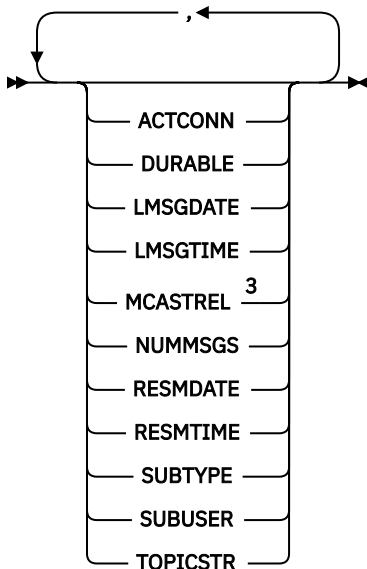 ,
ACTCONN
DURABLE
LMSGDATE
LMSGTIME
MCASTREL 3
NUMMSGS
RESMDATE
RESMTIME
SUBTYPE
SUBUSER
TOPICSTR